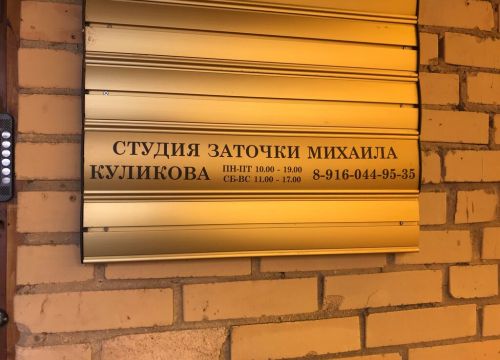 СТУДИЯ ЗАТОЧКИ МИХАИЛА
КУЛИКОВА ПН-ПТ 10.00 - 19.00 8-916-044-95-35
СБ-ВС 11.00 - 17.00